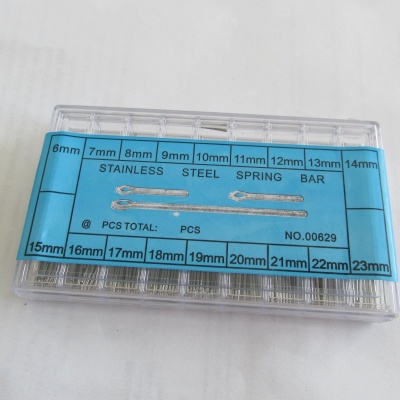 6mm 7mm 8mm 9mm 10mm 11mm 12mm 13mm 14mm
STAINLESS STEEL SPRING BAR
@ PCS TOTAL: PCS NO.00629
15mm 16mm 17mm 18mm 19mm 20mm 21mm 22mm 23mm